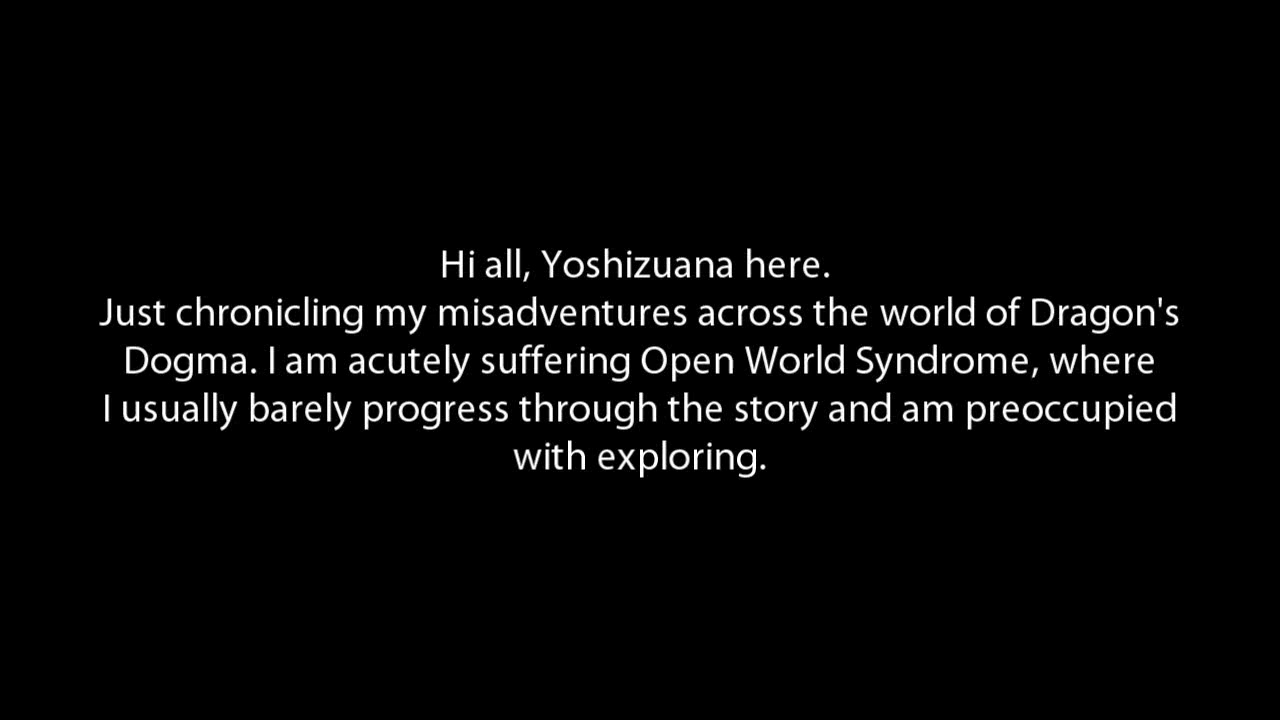 Hi all, Yoshizuana here.
Just chronicling my misadventures across the world of Dragon's
Dogma. I am acutely suffering Open World Syndrome, where
I usually barely progress through the story and am preoccupied
with exploring.